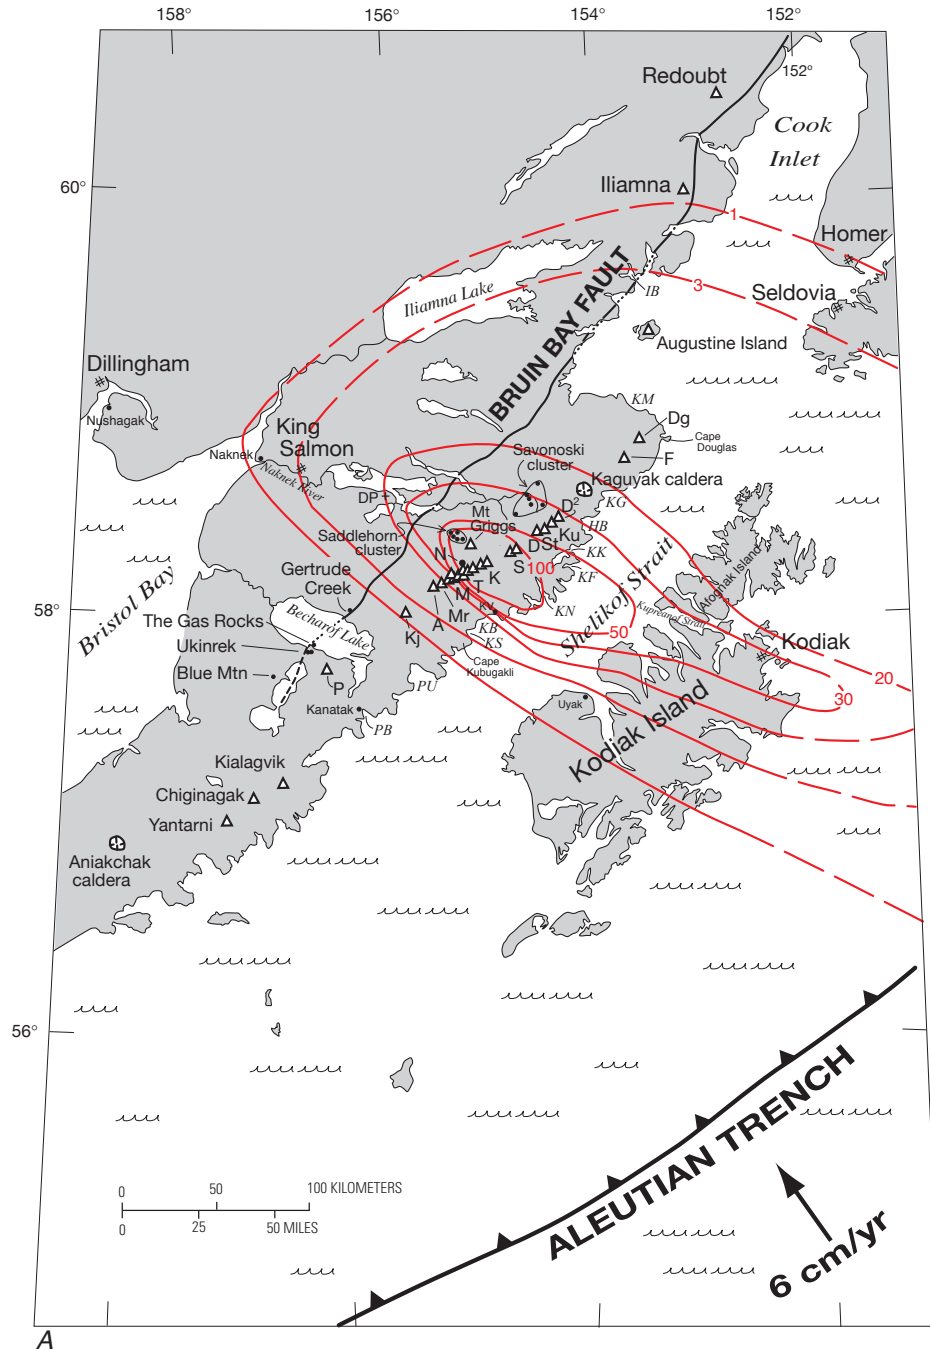 158°
156°
154°
152°
152°
Redoubt
Cook
Inlet
60°
Iliamna
1
Homer
IB
3
Iliamna Lake
Seldovia
BRUIN BAY FAULT
Augustine Island
Dillingham
Nushagak
KM
King
Salmon
Dg
Cape
Douglas
Naknek
Naknek River
Savonoski
cluster
F
Kaguyak caldera
DP
D²
KG
Mt
Griggs
HB
Saddlehorn
cluster
Ku
St
D
KK
N
S
100
KF
Gertrude
Creek
K
T
M
Shelikof Strait
Afognak Island
58°
Bristol Bay
KN
Kupreanof Strait
The Gas Rocks
Becharof Lake
Mr
KV
A
KB
50
Kj
KS
Kodiak
Ukinrek
Blue Mtn
Cape
Kubugakli
P
PU
20
30
Kanatak
Uyak
PB
Kodiak Island
Kialagvik
Chiginagak
Yantarni
Aniakchak
caldera
56°
ALEUTIAN TRENCH
0
50
100 KILOMETERS
0
25
50 MILES
6 cm/yr
A